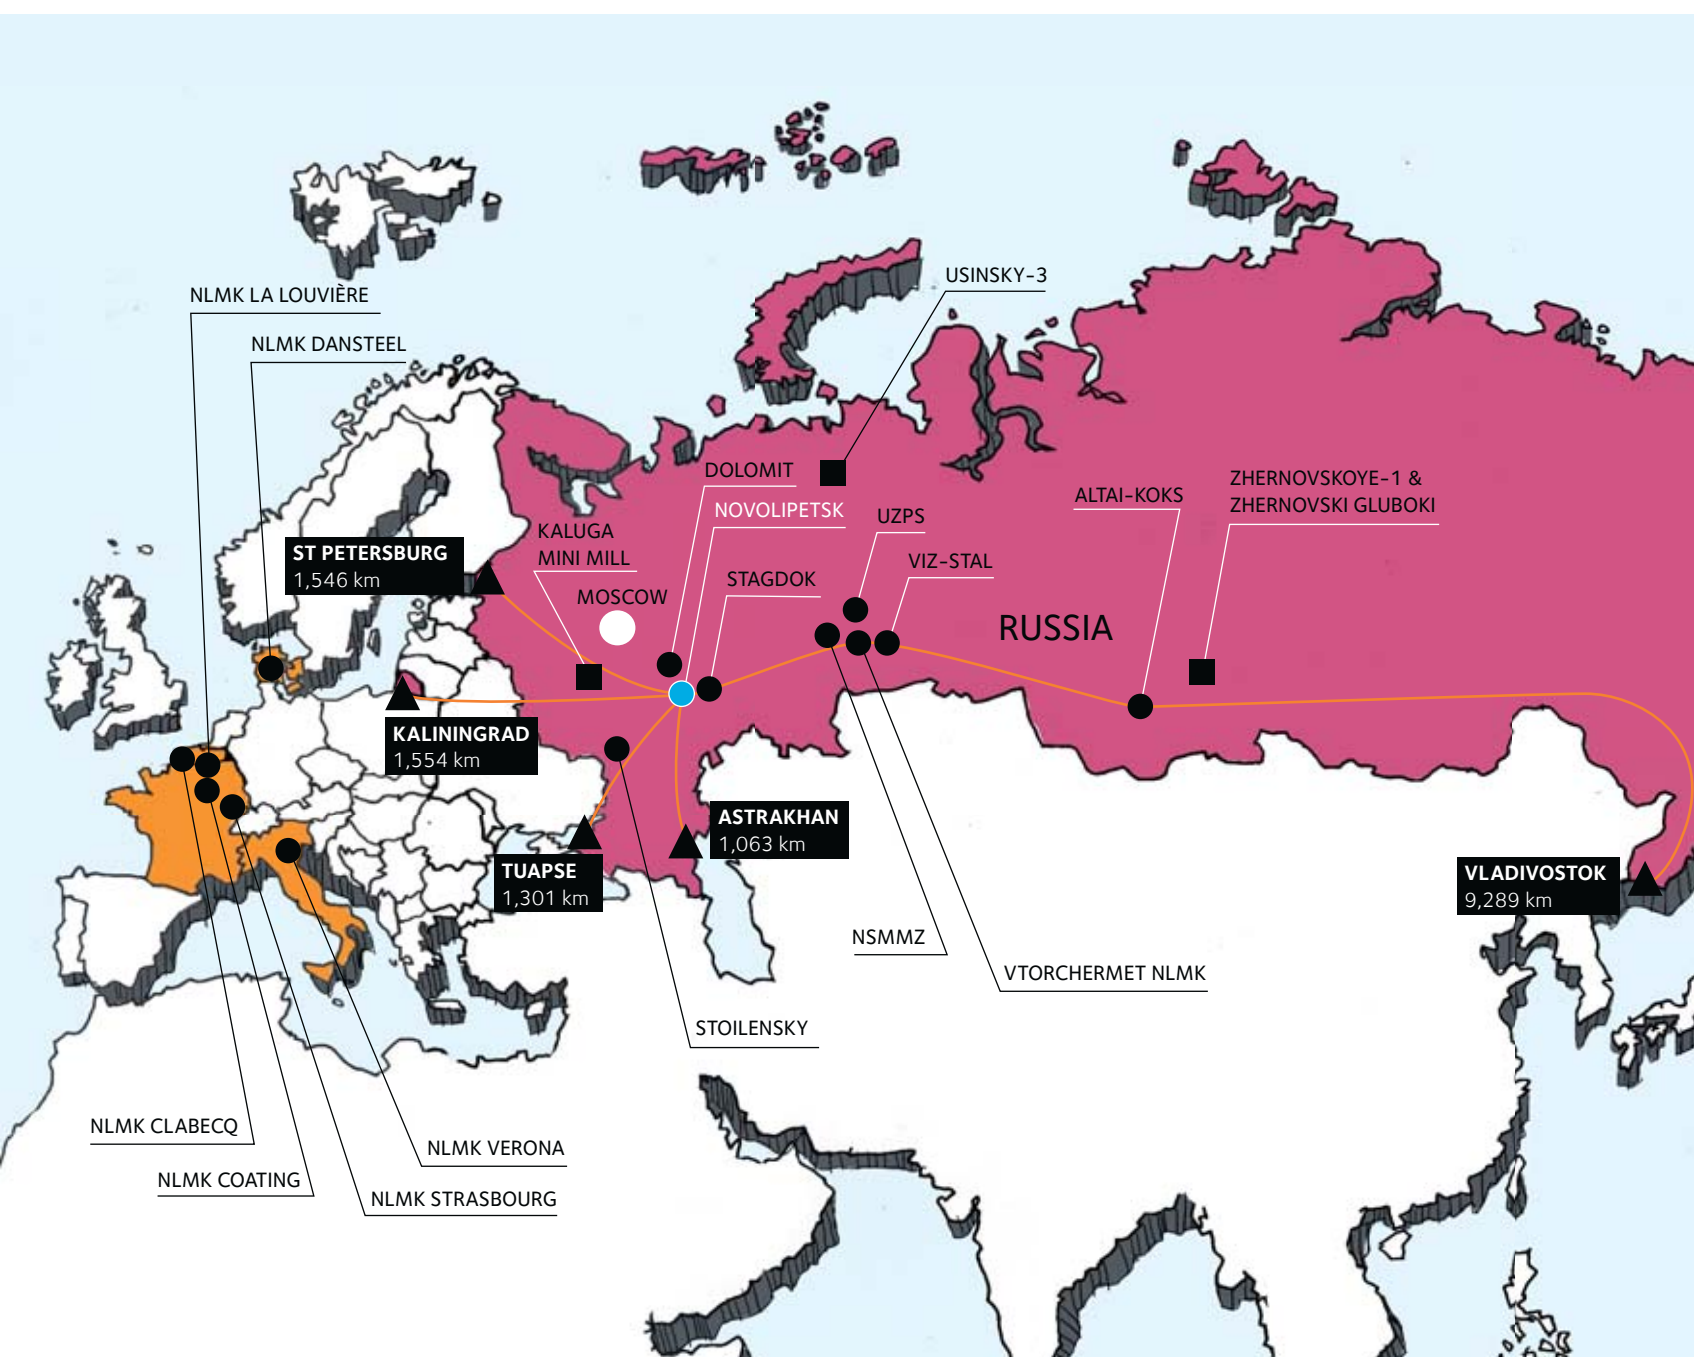 USINSKY-3
NLMK LA LOUVIÈRE
NLMK DANSTEEL
DOLOMIT
NOVOLIPETSK
ZHERNOVSKOYE-1 &
ZHERNOVSKI GLUBOKI
ALTAI-KOKS
UZPS
KALUGA
MINI MILL
ST PETERSBURG
1,546 km
VIZ-STAL
STAGDOK
MOSCOW
RUSSIA
KALININGRAD
1,554 km
ASTRAKHAN
1,063 km
TUAPSE
1,301 km
VLADIVOSTOK
9,289 km
NSMMZ
VTORCHERMET NLMK
STOILENSKY
NLMK CLABECQ
NLMK VERONA
NLMK COATING
NLMK STRASBOURG